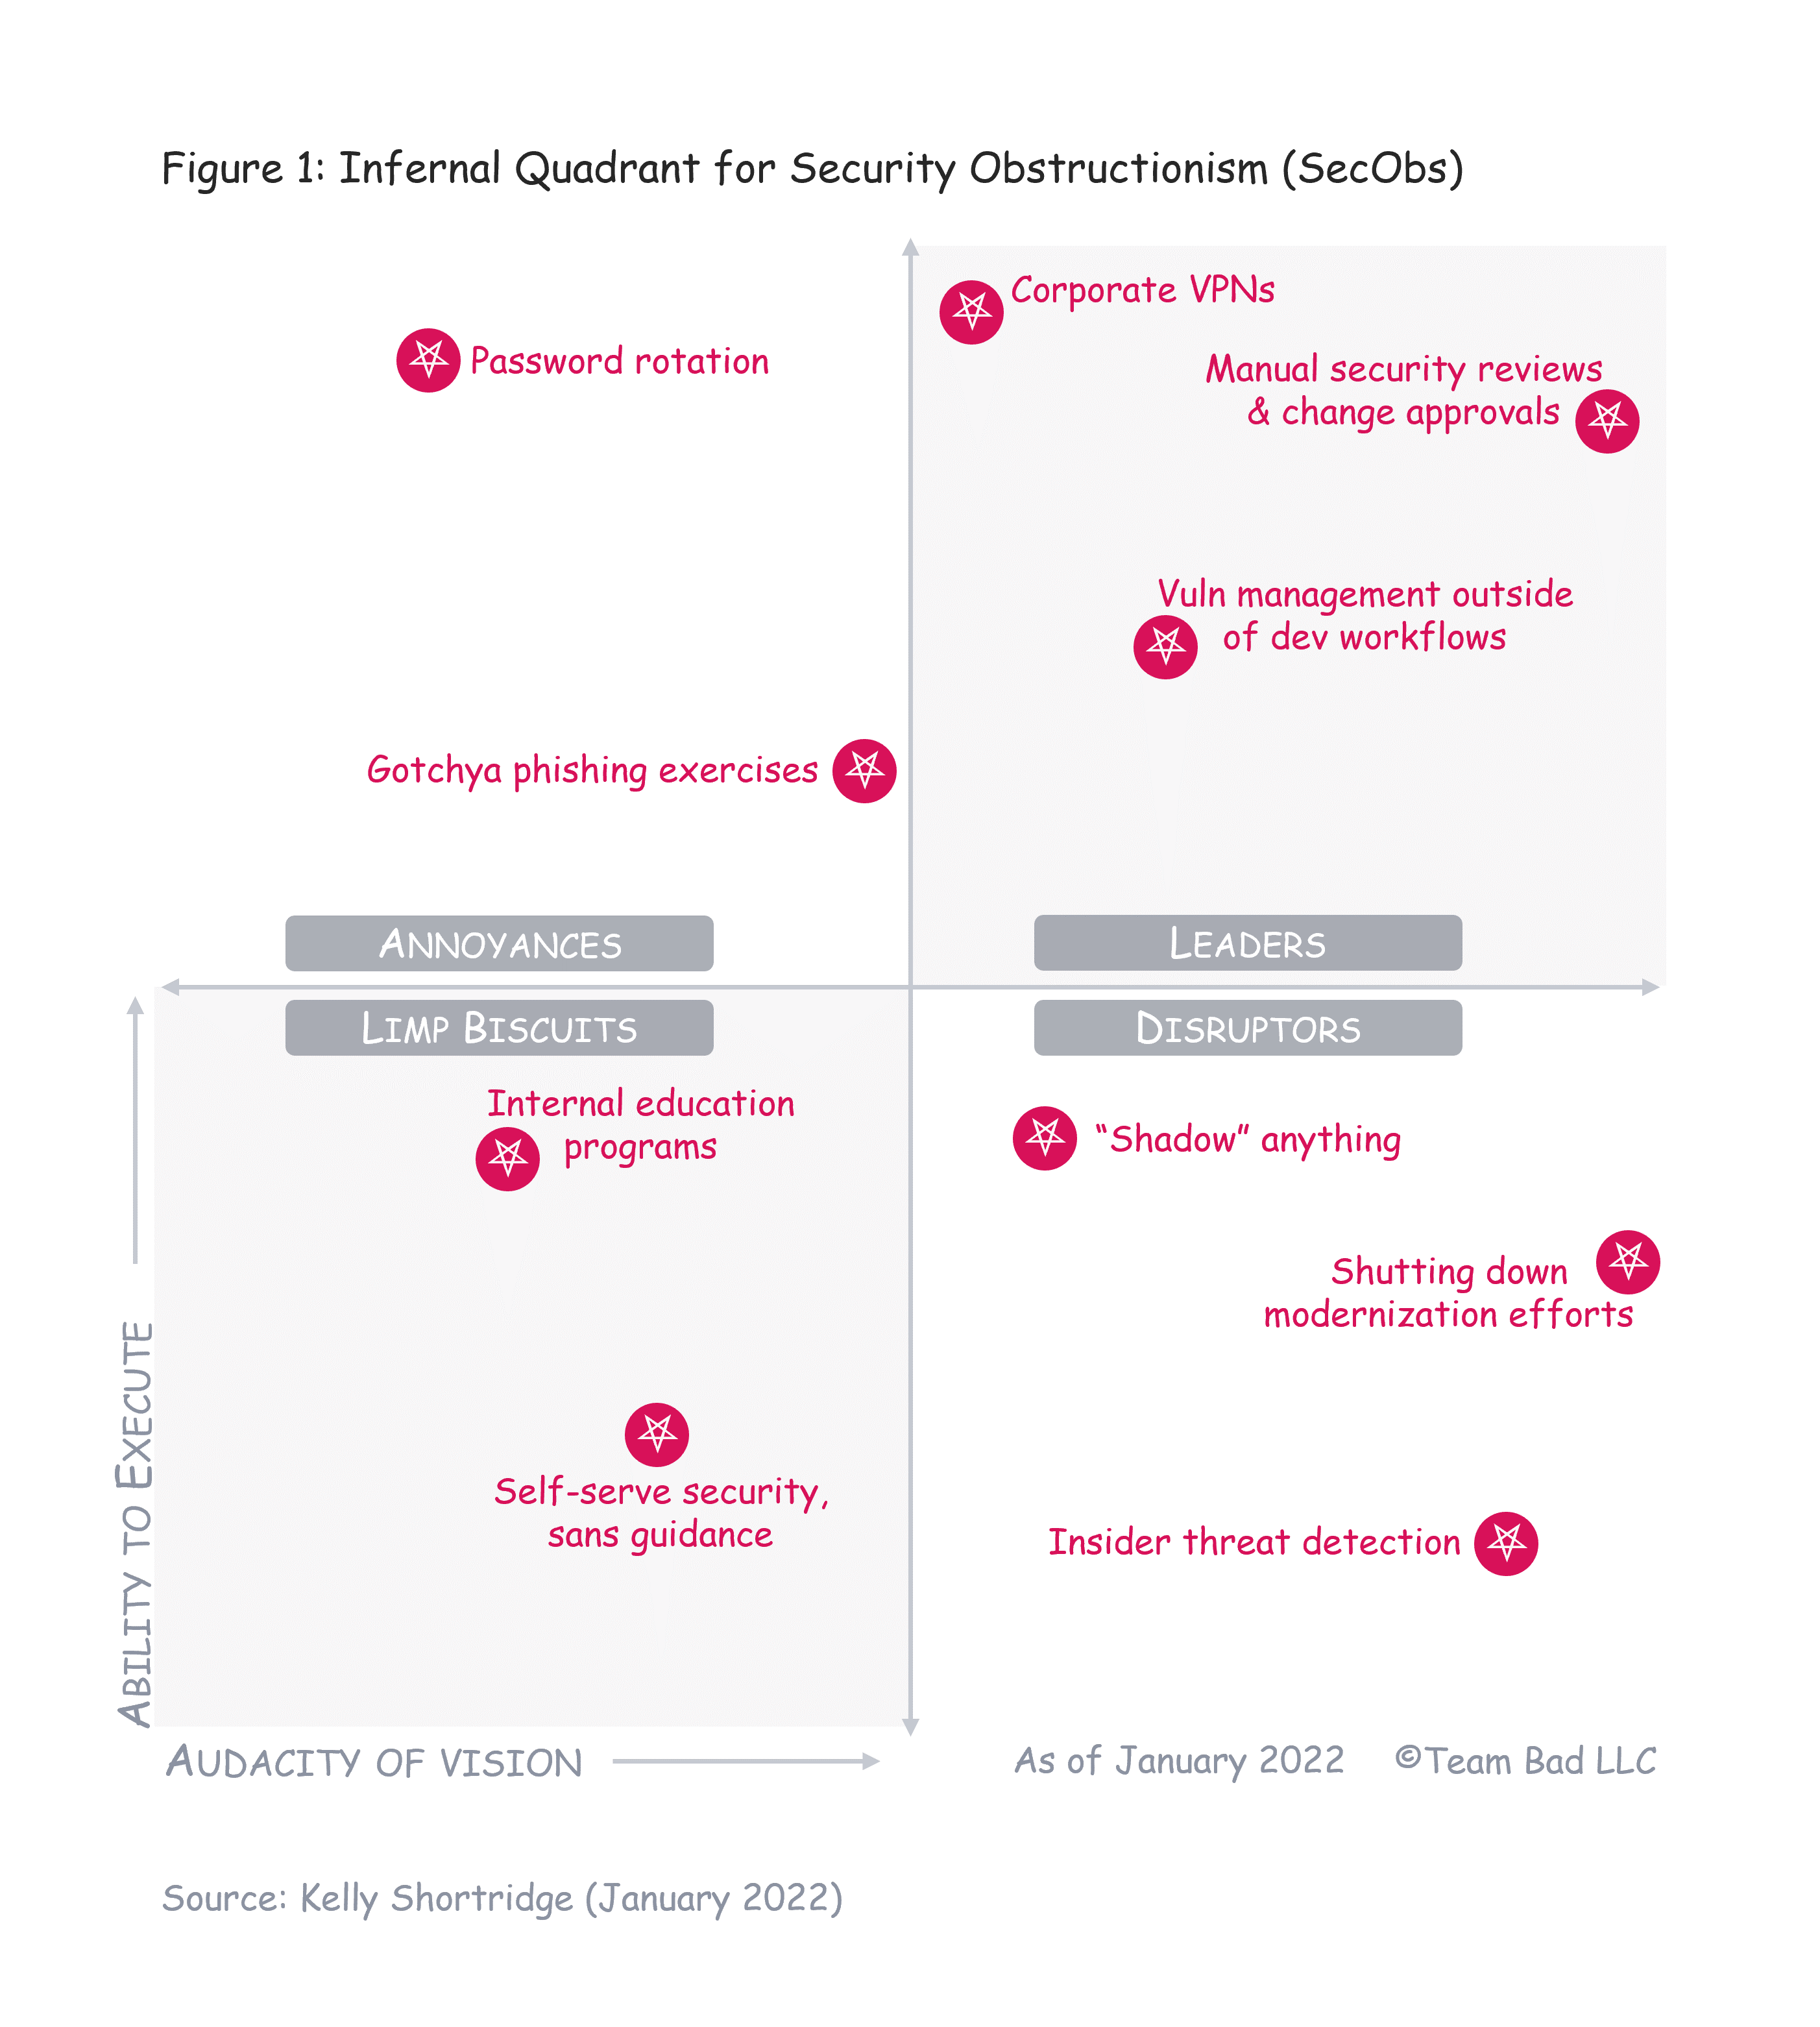 Figure 1: Infernal Quadrant for Security Obstructionism (SecObs)
Corporate VPNs
Password rotation
Manual security reviews
& change approvals
Vuln management outside
of dev workflows
Gotchya phishing exercises
ANNOYANCES
LEADERS
LIMP BISCUITS
DISRUPTORS
Internal education
programs
“Shadow” anything
Shutting down
modernization efforts
Self-serve security,
sans guidance
Insider threat detection
ABILITY TO EXECUTE
AUDACITY OF VISION
As of January 2022
©Team Bad LLC
Source: Kelly Shortridge (January 2022)